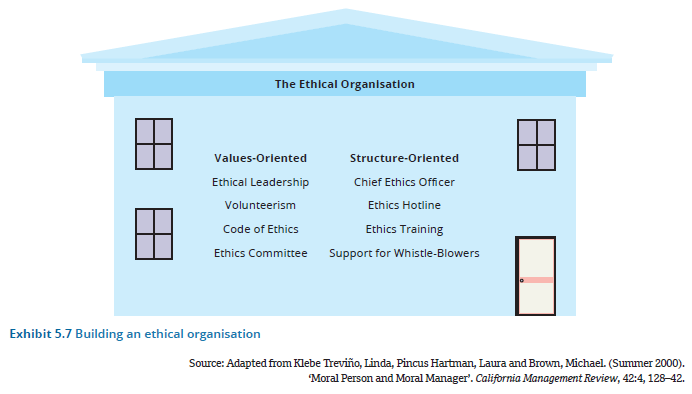 The Ethical Organisation
Values-Oriented
Ethical Leadership
Volunteerism
Code of Ethics
Ethics Committee
Structure-Oriented
Chief Ethics Officer
Ethics Hotline
Ethics Training
Support for Whistle-Blowers
Exhibit 5.7 Building an ethical organisation
Source: Adapted from Klebe Treviño, Linda, Pincus Hartman, Laura and Brown, Michael. (Summer 2000).
‘Moral Person and Moral Manager’. California Management Review, 42:4, 128–42.